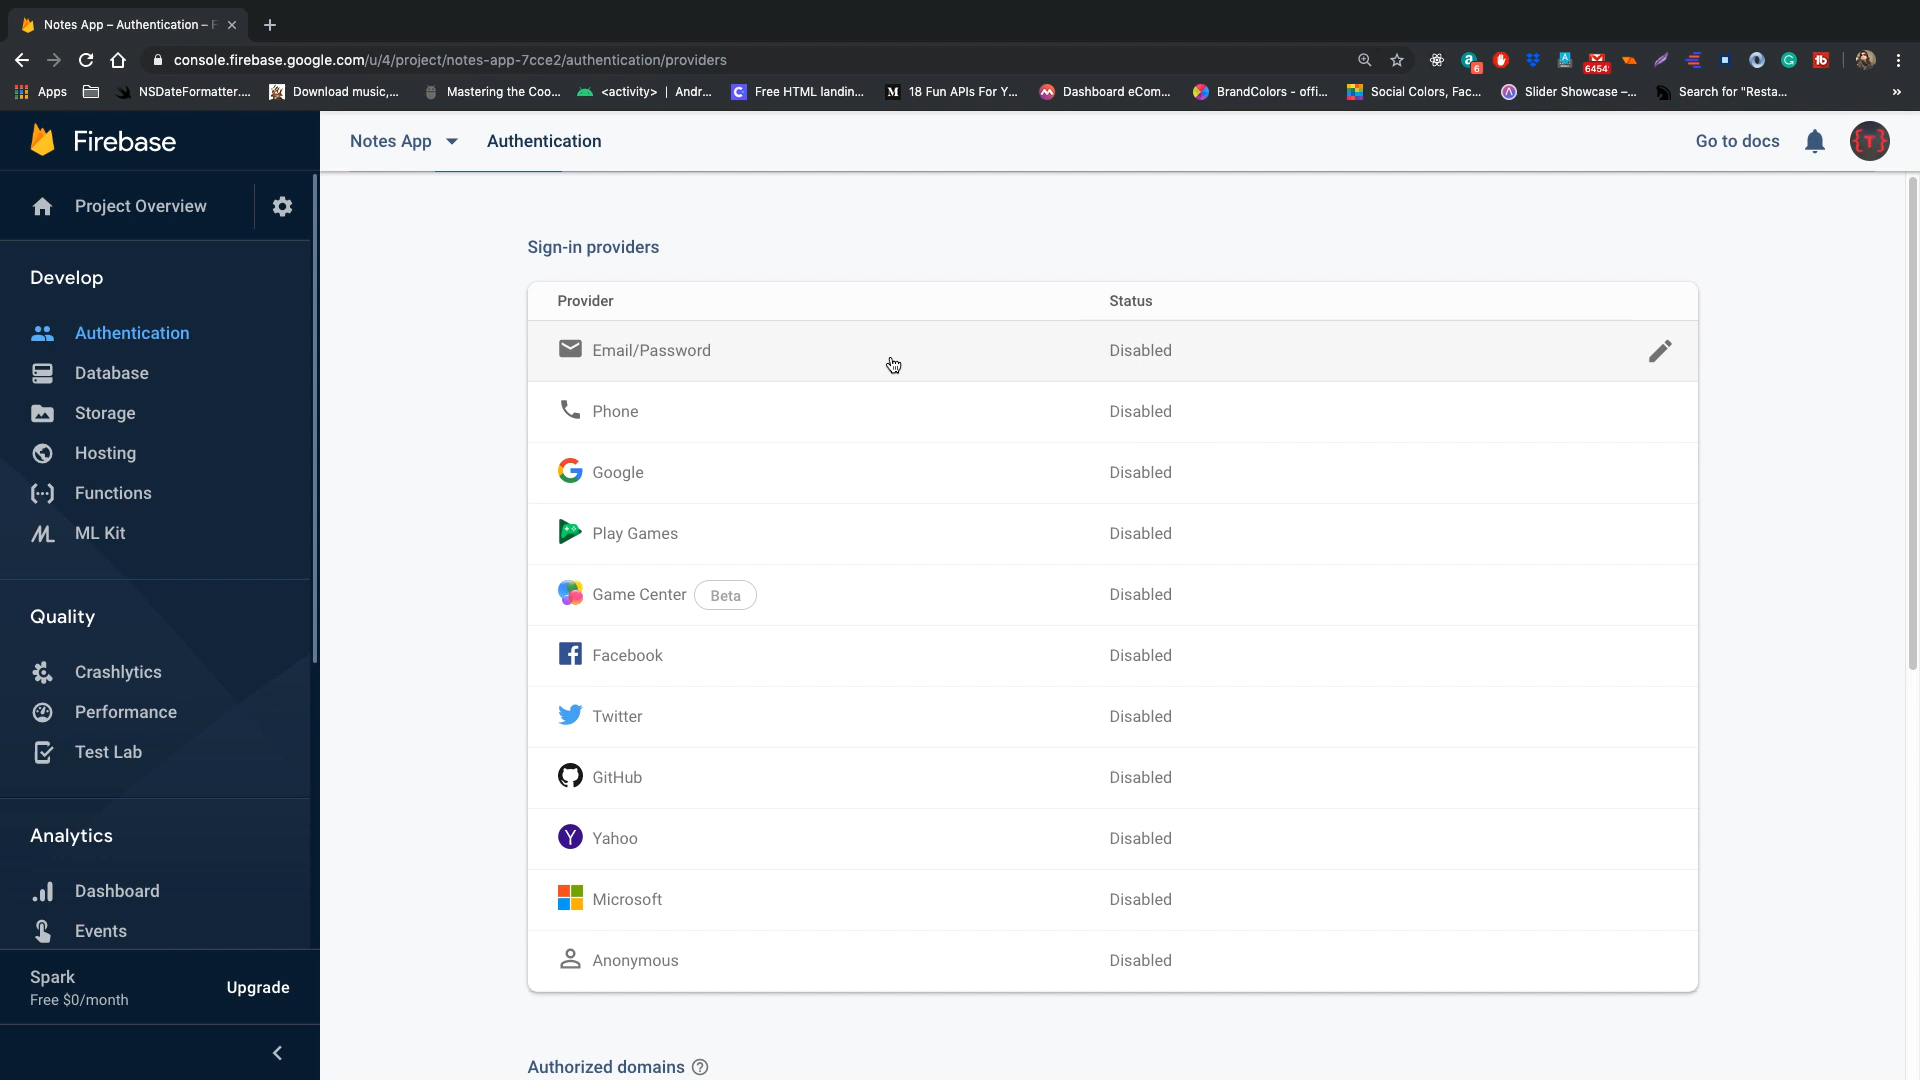 Notes App – Authentication – F
console.firebase.google.com/u/4/project/notes-app-7cce2/authentication/providers
6
6454
Apps
NSDateFormatter....
Download music,...
Mastering the Coo...
<activity> | Andr...
Free HTML landin...
18 Fun APIs For Y...
Dashboard eCom...
BrandColors - offi...
Social Colors, Fac...
Slider Showcase –...
Search for "Resta...
»
Firebase
Notes App
Authentication
Go to docs
{T}
Project Overview
Develop
Authentication
Database
Storage
Hosting
Functions
ML Kit
Quality
Crashlytics
Performance
Test Lab
Analytics
Dashboard
Events
Spark
Free $0/month
Upgrade
Sign-in providers
Provider Status
Email/Password Disabled
Phone Disabled
Google Disabled
Play Games Disabled
Game Center Beta Disabled
Facebook Disabled
Twitter Disabled
GitHub Disabled
Yahoo Disabled
Microsoft Disabled
Anonymous Disabled
Authorized domains